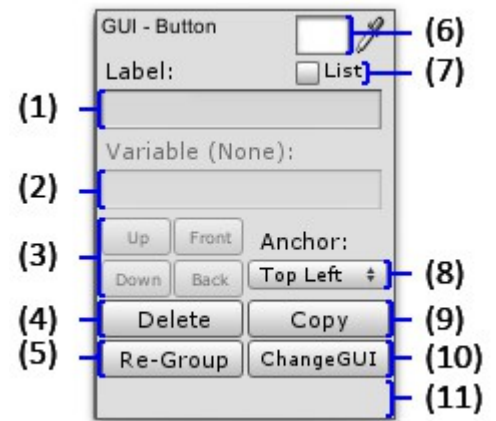 GUI - Button
(6)
Label:
List
(7)
(1)
Variable (None):
(2)
Up Front
(3)
Anchor:
Down Back
Top Left
(8)
(4)
Delete Copy
(9)
(5)
Re-Group ChangeGUI
(10)
(11)